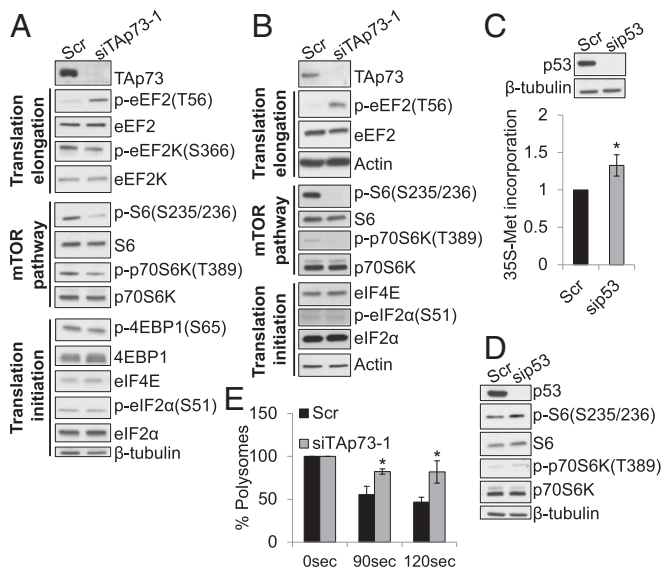 A
Scr
siTAp73-1
TAp73
Translation
elongation
p-eEF2(T56)
eEF2
p-eEF2K(S366)
eEF2K
mTOR
pathway
p-S6(S235/236)
S6
p-p70S6K(T389)
p70S6K
Translation
initiation
p-4EBP1(S65)
4EBP1
eIF4E
p-eIF2α(S51)
eIF2α
β-tubulin
B
Scr
siTAp73-1
TAp73
Translation
elongation
p-eEF2(T56)
eEF2
Actin
mTOR
pathway
p-S6(S235/236)
S6
p-p70S6K(T389)
p70S6K
Translation
initiation
eIF4E
p-eIF2α(S51)
eIF2α
Actin
C
Scr
sip53
p53
β-tubulin
35S-Met incorporation
2
1.5
1
0.5
0
*
Scr
sip53
D
Scr
sip53
p53
p-S6(S235/236)
S6
p-p70S6K(T389)
p70S6K
β-tubulin
E
Scr
siTAp73-1
% Polysomes
150
100
50
0
*
*
0sec
90sec
120sec